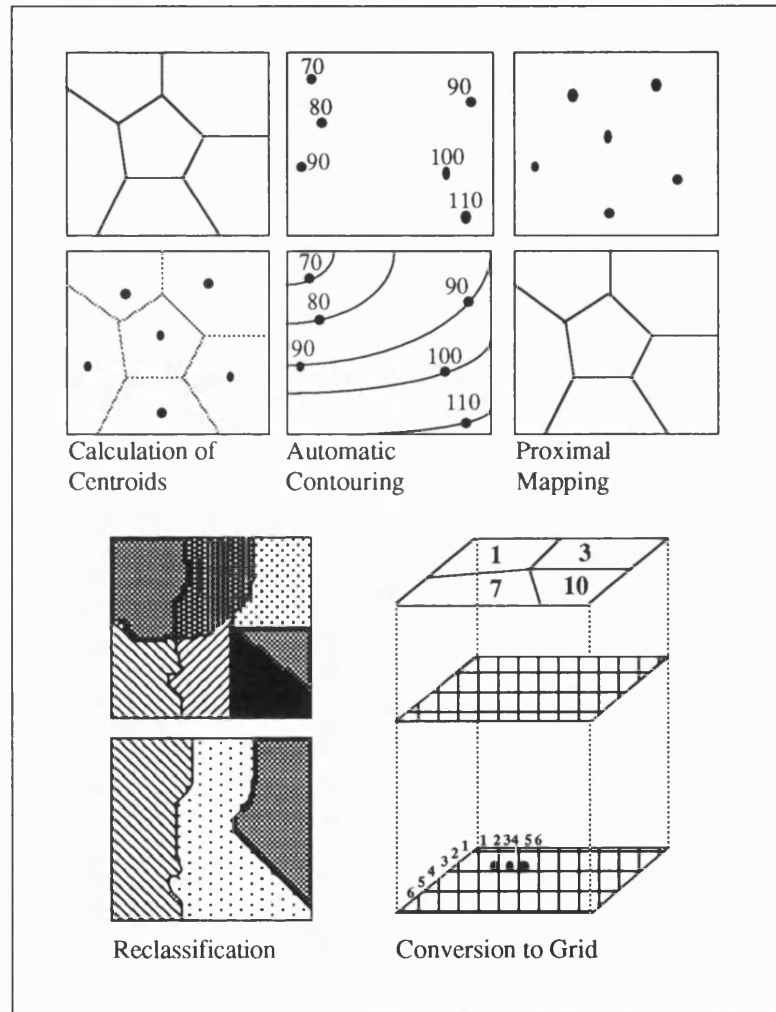 70
80
90
90
100
110
70
80
90
90
100
110
Calculation of
Centroids
Automatic
Contouring
Proximal
Mapping
1
3
7
10
1 2 3 4 5 6
6 5 4 3 2 1
Reclassification
Conversion to Grid